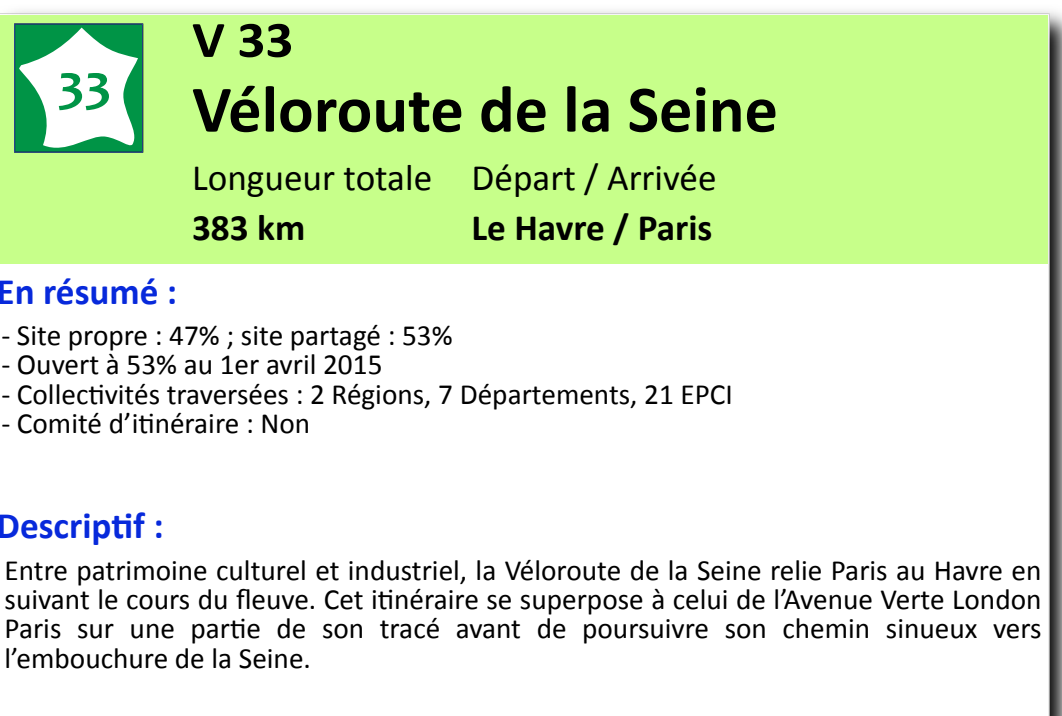 33
V 33
Véloroute de la Seine
Longueur totale Départ / Arrivée
383 km Le Havre / Paris
En résumé :
- Site propre : 47% ; site partagé : 53%
- Ouvert à 53% au 1er avril 2015
- Collectivités traversées : 2 Régions, 7 Départements, 21 EPCI
- Comité d’itinéraire : Non
Descriptif :
Entre patrimoine culturel et industriel, la Véloroute de la Seine relie Paris au Havre en
suivant le cours du fleuve. Cet itinéraire se superpose à celui de l’Avenue Verte London
Paris sur une partie de son tracé avant de poursuivre son chemin sinueux vers
l’embouchure de la Seine.